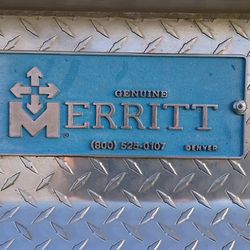 GENUINE
MERRITT
®
(800) 525-0107 DENVER